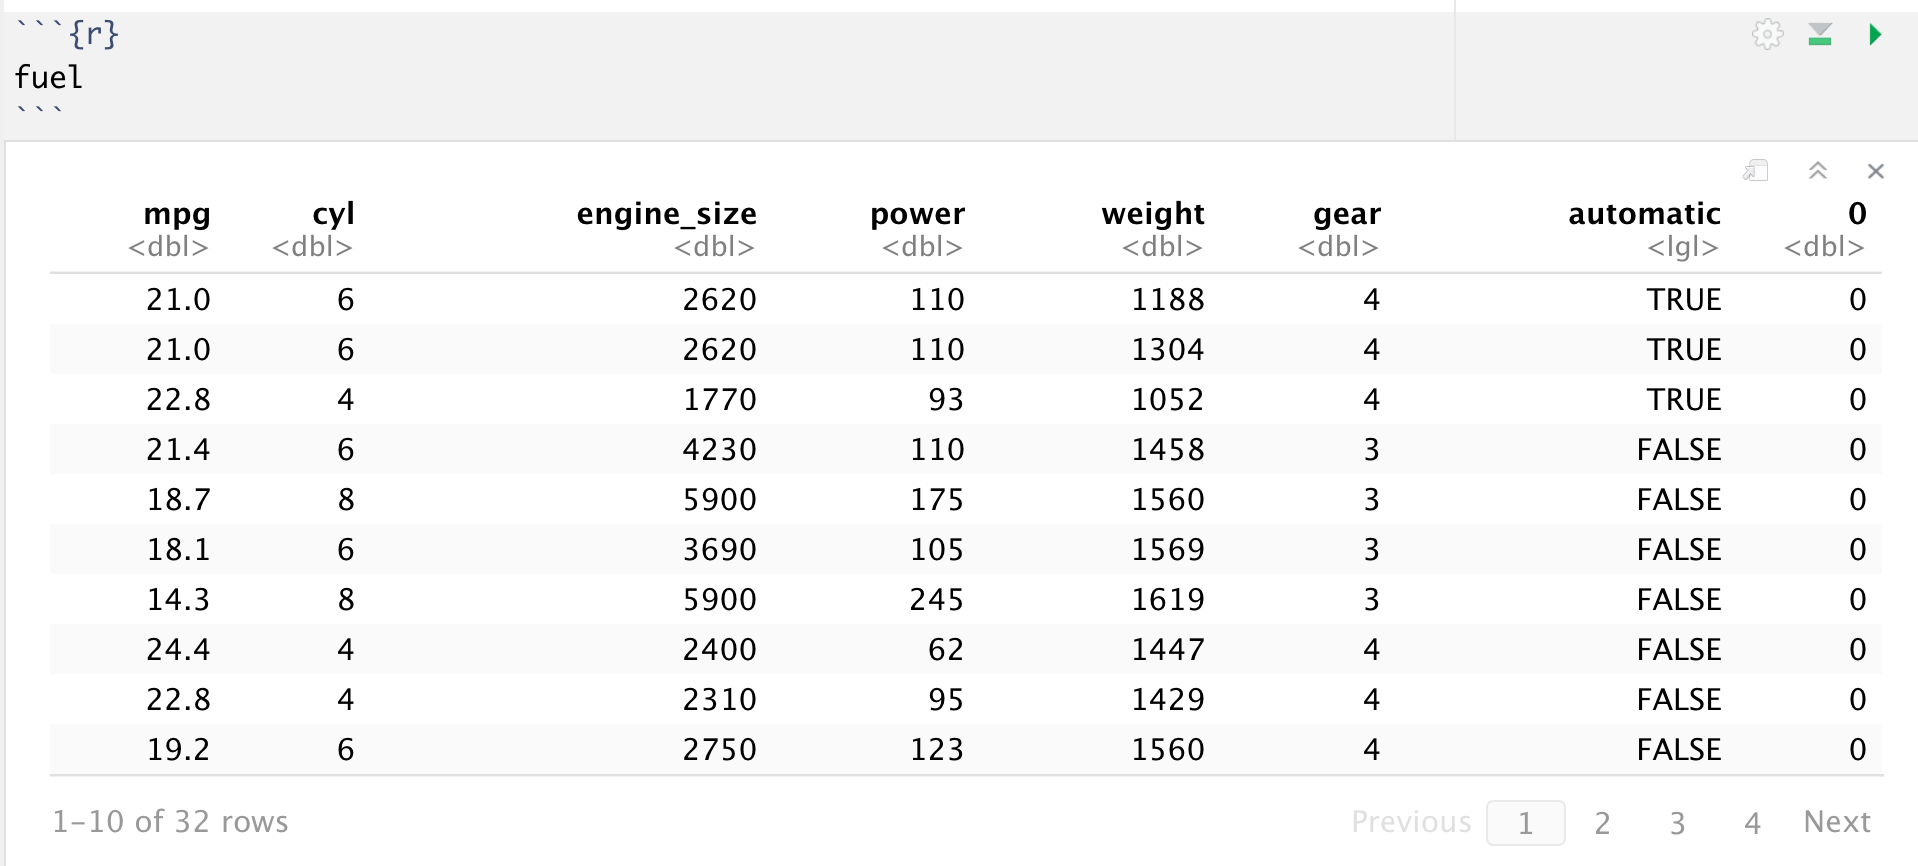 ```{r}
fuel
```
mpg cyl engine_size power weight gear automatic 0
<dbl> <dbl> <dbl> <dbl> <dbl> <dbl> <lgl> <dbl>
21.0 6 2620 110 1188 4 TRUE 0
21.0 6 2620 110 1304 4 TRUE 0
22.8 4 1770 93 1052 4 TRUE 0
21.4 6 4230 110 1458 3 FALSE 0
18.7 8 5900 175 1560 3 FALSE 0
18.1 6 3690 105 1569 3 FALSE 0
14.3 8 5900 245 1619 3 FALSE 0
24.4 4 2400 62 1447 4 FALSE 0
22.8 4 2310 95 1429 4 FALSE 0
19.2 6 2750 123 1560 4 FALSE 0
1-10 of 32 rows Previous 1 2 3 4 Next